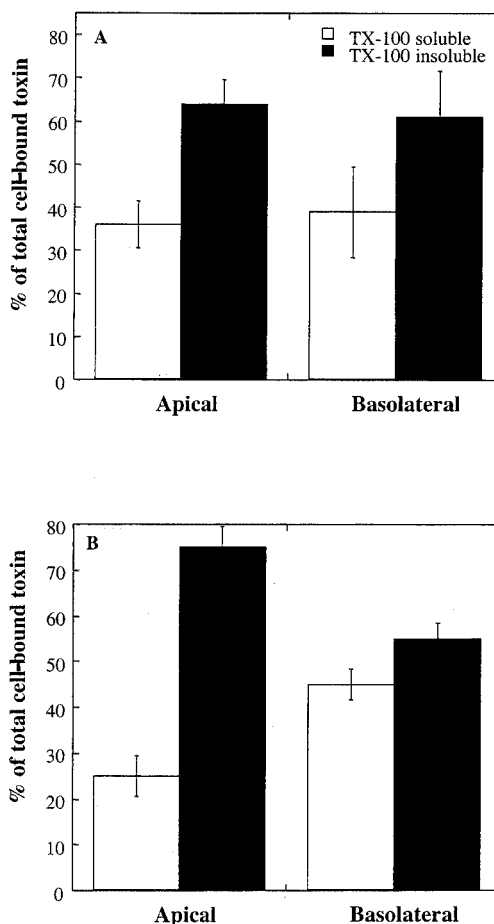 A
TX-100 soluble
TX-100 insoluble
80
70
60
50
40
30
20
10
0
% of total cell-bound toxin
Apical Basolateral
B
80
70
60
50
40
30
20
10
0
% of total cell-bound toxin
Apical Basolateral